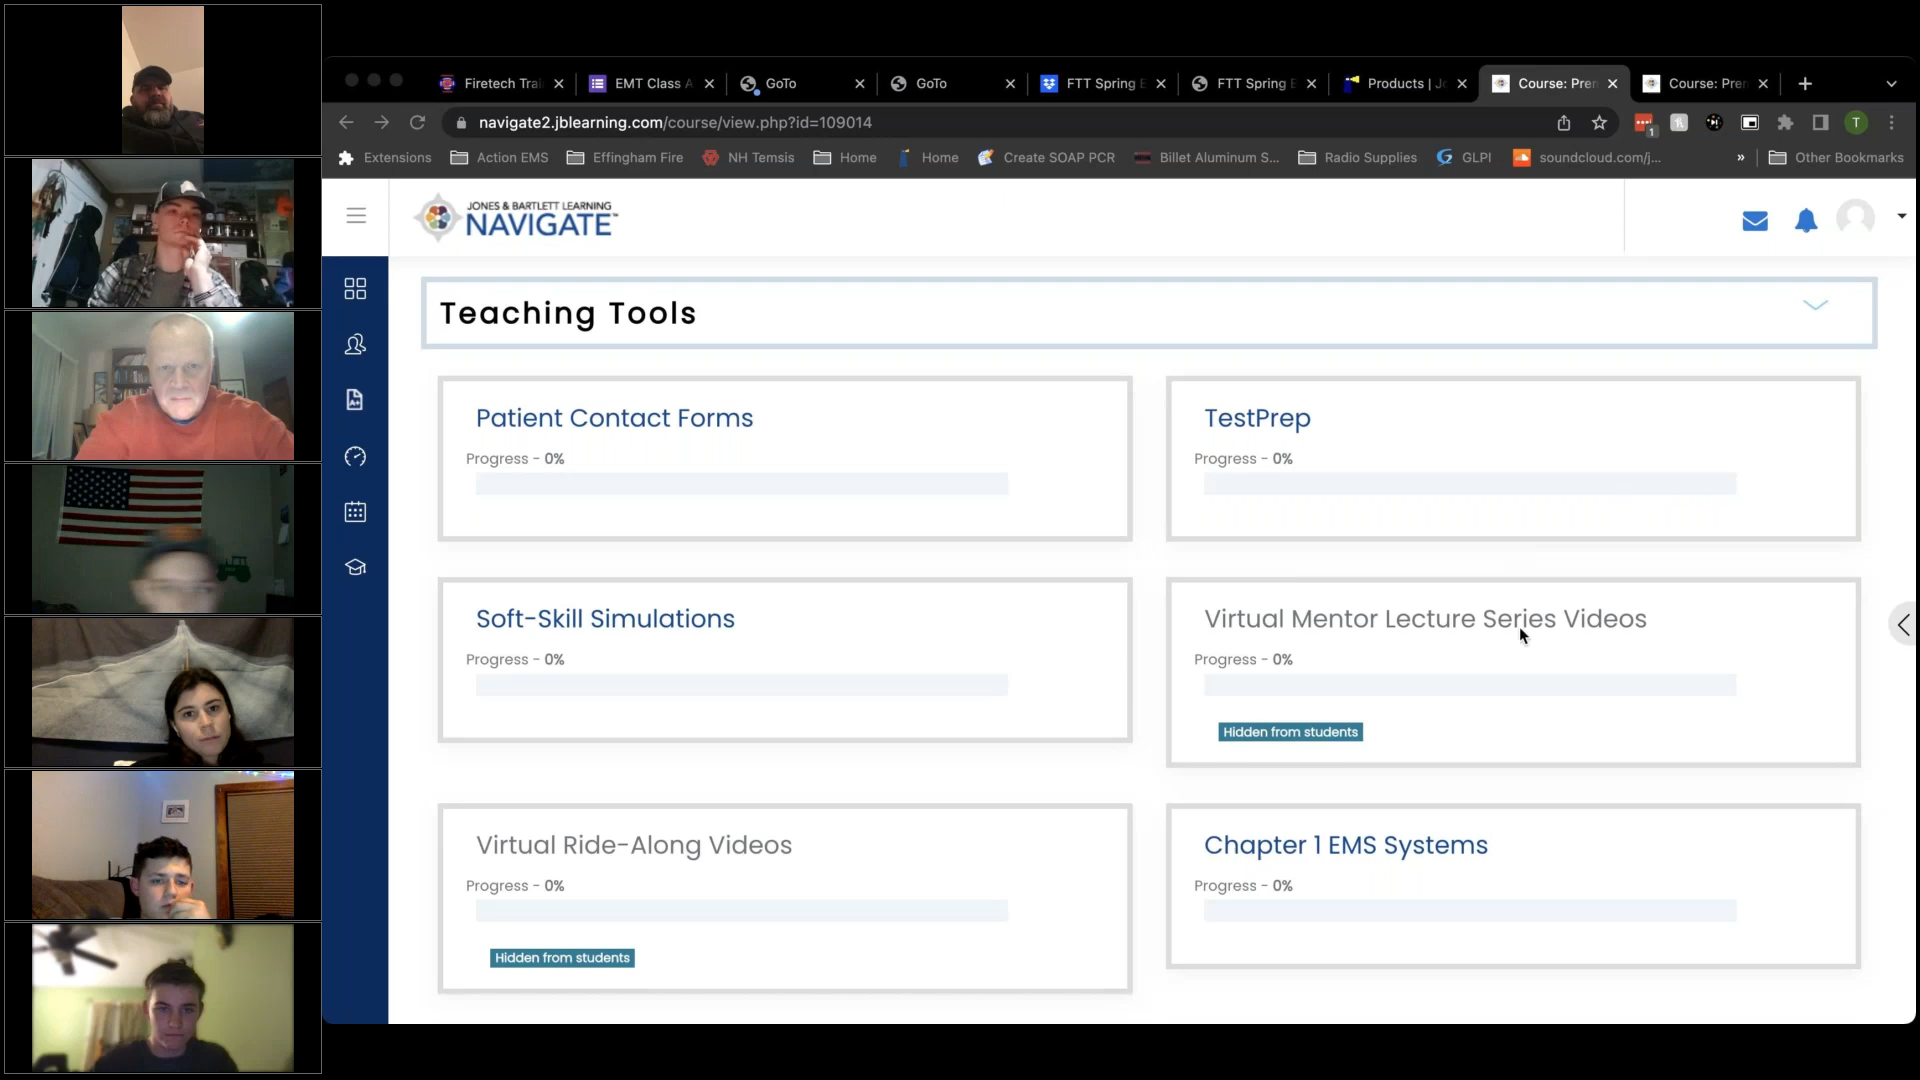 Firetech Trai
EMT Class A
GoTo
GoTo
FTT Spring E
FTT Spring E
Products | Jo
Course: Pren
Course: Pren
navigate2.jblearning.com/course/view.php?id=109014
1
T
Extensions
Action EMS
Effingham Fire
NH Temsis
Home
Home
Create SOAP PCR
Billet Aluminum S...
Radio Supplies
GLPI
soundcloud.com/j...
»
Other Bookmarks
JONES & BARTLETT LEARNING
NAVIGATE™
Teaching Tools
Patient Contact Forms
Progress - 0%
TestPrep
Progress - 0%
Soft-Skill Simulations
Progress - 0%
Virtual Mentor Lecture Series Videos
Progress - 0%
Hidden from students
Virtual Ride-Along Videos
Progress - 0%
Hidden from students
Chapter 1 EMS Systems
Progress - 0%